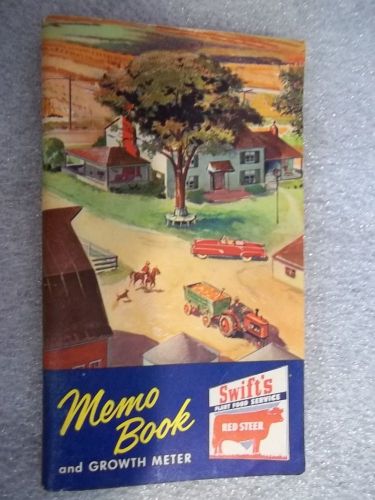 Memo
Book
and GROWTH METER
Swift's
PLANT FOOD SERVICE
RED STEER